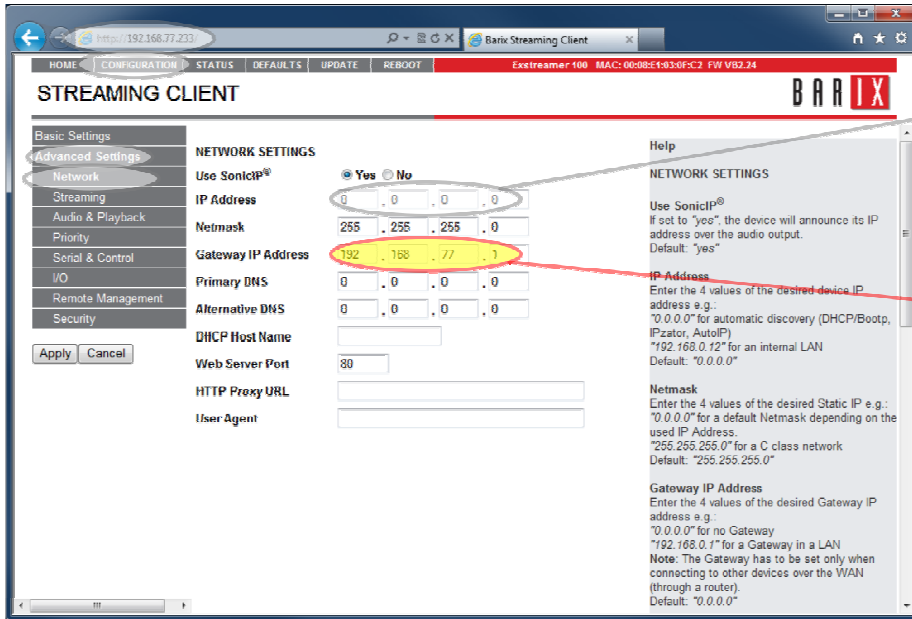 http://192.168.77.233/
Barix Streaming Client
HOME CONFIGURATION STATUS DEFAULTS UPDATE REBOOT Exstreamer 100 MAC: 00:08:E1:03:0F:C2 FW VB2.24
STREAMING CLIENT
BARIX
Basic Settings
Advanced Settings
Network
Streaming
Audio & Playback
Priority
Serial & Control
I/O
Remote Management
Security
Apply Cancel
NETWORK SETTINGS
Use SonicIP® Yes No
IP Address 0 . 0 . 0 . 0
Netmask 255 . 255 . 255 . 0
Gateway IP Address 192 . 168 . 77 . 1
Primary DNS 0 . 0 . 0 . 0
Alternative DNS 0 . 0 . 0 . 0
DHCP Host Name
Web Server Port 80
HTTP Proxy URL
User Agent
Help
NETWORK SETTINGS
Use SonicIP®
If set to "yes", the device will announce its IP
address over the audio output.
Default: "yes"
IP Address
Enter the 4 values of the desired device IP
address e.g.:
"0.0.0.0" for automatic discovery (DHCP/Bootp,
IPzator, AutoIP)
"192.168.0.12" for an internal LAN
Default: "0.0.0.0"
Netmask
Enter the 4 values of the desired Static IP e.g.:
"0.0.0.0" for a default Netmask depending on the
used IP Address.
"255.255.255.0" for a C class network
Default: "255.255.255.0"
Gateway IP Address
Enter the 4 values of the desired Gateway IP
address e.g.:
"0.0.0.0" for no Gateway
"192.168.0.1" for a Gateway in a LAN
Note: The Gateway has to be set only when
connecting to other devices over the WAN
(through a router).
Default: "0.0.0.0"